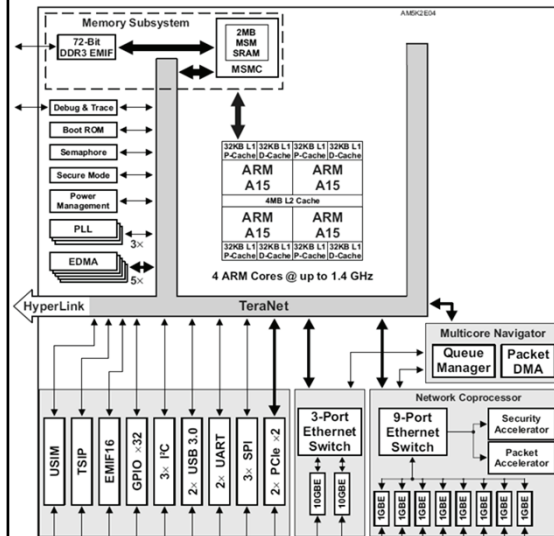 AM5K2E04
Memory Subsystem
72-Bit
DDR3 EMIF
2MB
MSM
SRAM
MSMC
Debug & Trace
Boot ROM
Semaphore
Secure Mode
Power
Management
PLL
3×
EDMA
5×
32KB L1 32KB L1 32KB L1 32KB L1
P-Cache D-Cache P-Cache D-Cache
ARM ARM
A15 A15
4MB L2 Cache
ARM ARM
A15 A15
32KB L1 32KB L1 32KB L1 32KB L1
P-Cache D-Cache P-Cache D-Cache
4 ARM Cores @ up to 1.4 GHz
HyperLink
TeraNet
Multicore Navigator
Queue
Manager
Packet
DMA
USIM
TSIP
EMIF16
GPIO ×32
3× I²C
2× USB 3.0
2× UART
3× SPI
2× PCIe ×2
3-Port
Ethernet
Switch
10GBE
10GBE
Network Coprocessor
9-Port
Ethernet
Switch
Security
Accelerator
Packet
Accelerator
1GBE
1GBE
1GBE
1GBE
1GBE
1GBE
1GBE
1GBE